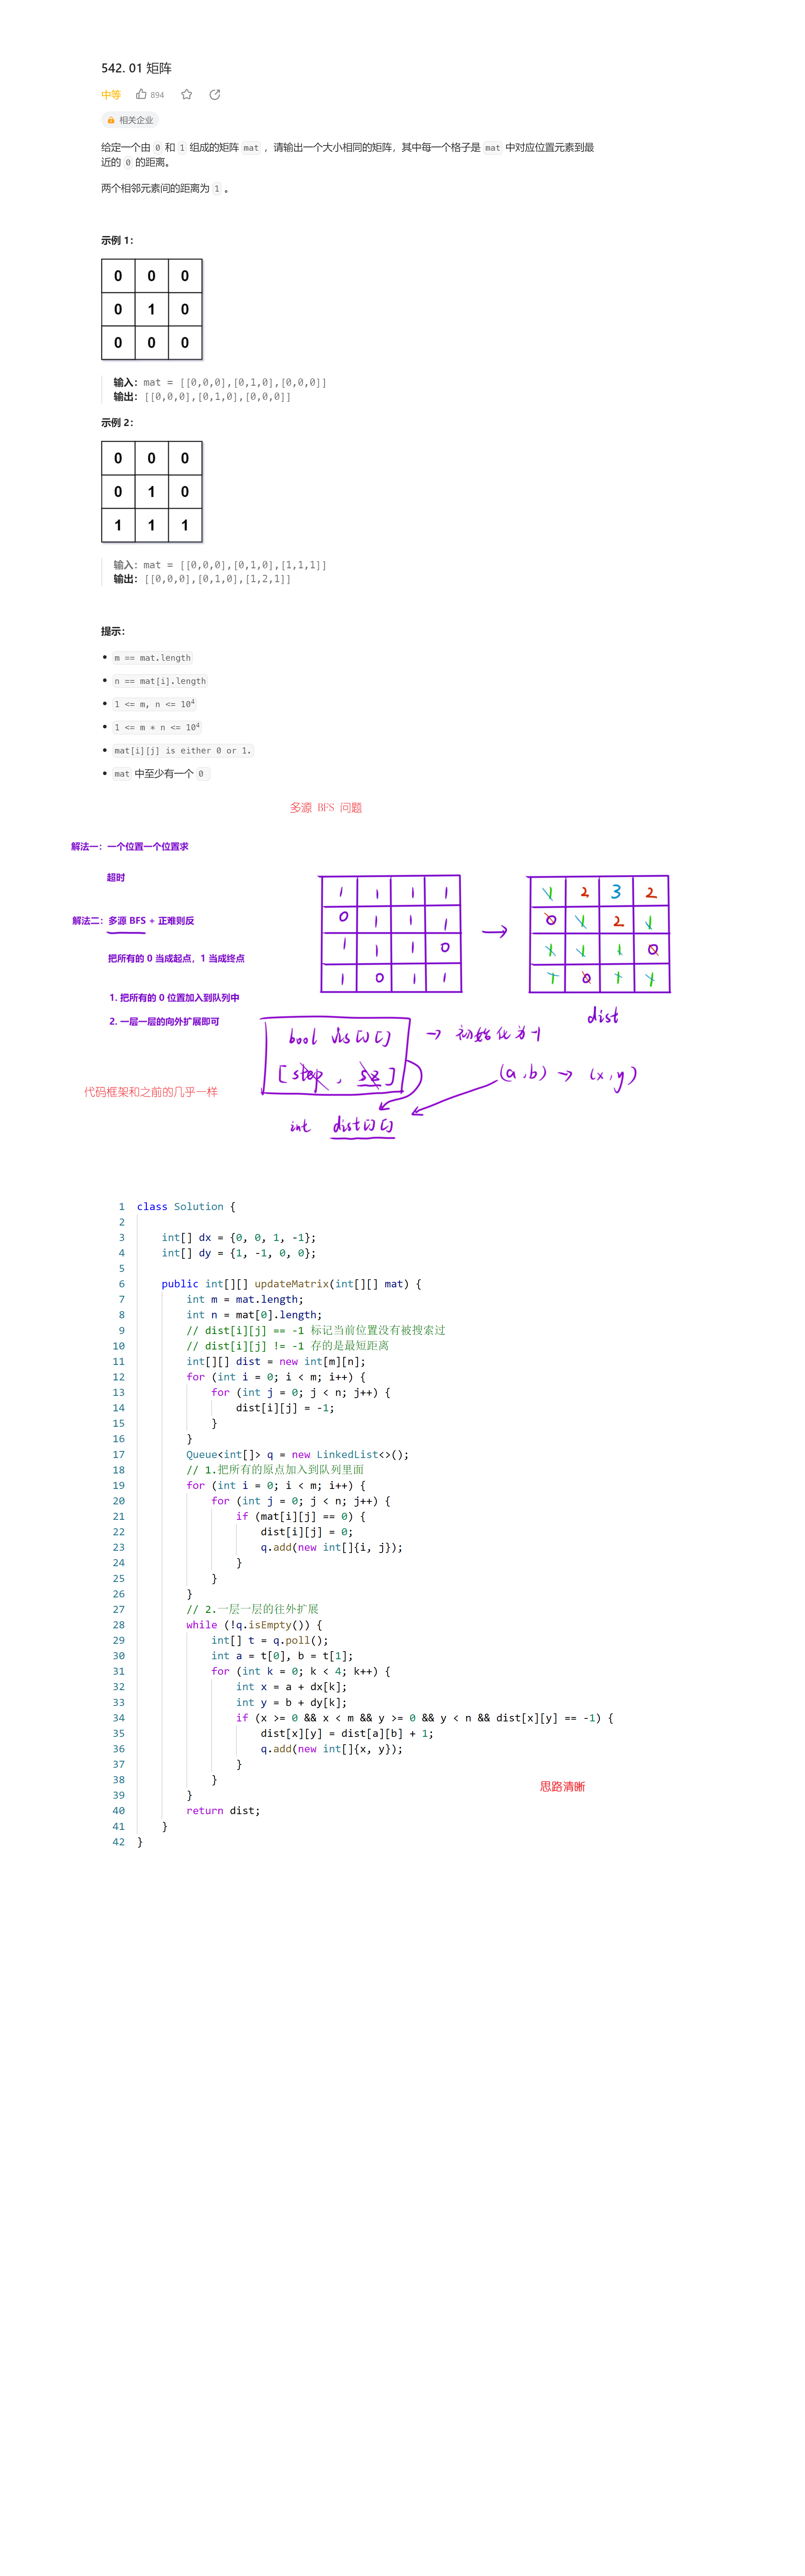 542. 01 矩阵
中等 894
相关企业
给定一个由 0 和 1 组成的矩阵 mat ，请输出一个大小相同的矩阵，其中每一个格子是 mat 中对应位置元素到最
近的 0 的距离。
两个相邻元素间的距离为 1 。
示例 1：
0 0 0
0 1 0
0 0 0
输入：mat = [[0,0,0],[0,1,0],[0,0,0]]
输出：[[0,0,0],[0,1,0],[0,0,0]]
示例 2：
0 0 0
0 1 0
1 1 1
输入：mat = [[0,0,0],[0,1,0],[1,1,1]]
输出：[[0,0,0],[0,1,0],[1,2,1]]
提示：
m == mat.length
n == mat[i].length
1 <= m, n <= 10⁴
1 <= m * n <= 10⁴
mat[i][j] is either 0 or 1.
mat 中至少有一个 0
多源 BFS 问题
解法一：一个位置一个位置求
超时
解法二：多源 BFS + 正难则反
把所有的 0 当成起点，1 当成终点
1. 把所有的 0 位置加入到队列中
2. 一层一层的向外扩展即可
代码框架和之前的几乎一样
1 1 1 1
0 1 1 1
1 1 1 0
1 0 1 1
→
1 2 3 2
0 1 2 1
1 1 1 0
1 0 1 1
dist
bool vis[][] → 初始化为-1
[step , sz]
(a,b) → (x,y)
int dist[][]
1 class Solution {
2
3 int[] dx = {0, 0, 1, -1};
4 int[] dy = {1, -1, 0, 0};
5
6 public int[][] updateMatrix(int[][] mat) {
7 int m = mat.length;
8 int n = mat[0].length;
9 // dist[i][j] == -1 标记当前位置没有被搜索过
10 // dist[i][j] != -1 存的是最短距离
11 int[][] dist = new int[m][n];
12 for (int i = 0; i < m; i++) {
13 for (int j = 0; j < n; j++) {
14 dist[i][j] = -1;
15 }
16 }
17 Queue<int[]> q = new LinkedList<>();
18 // 1.把所有的原点加入到队列里面
19 for (int i = 0; i < m; i++) {
20 for (int j = 0; j < n; j++) {
21 if (mat[i][j] == 0) {
22 dist[i][j] = 0;
23 q.add(new int[]{i, j});
24 }
25 }
26 }
27 // 2.一层一层的往外扩展
28 while (!q.isEmpty()) {
29 int[] t = q.poll();
30 int a = t[0], b = t[1];
31 for (int k = 0; k < 4; k++) {
32 int x = a + dx[k];
33 int y = b + dy[k];
34 if (x >= 0 && x < m && y >= 0 && y < n && dist[x][y] == -1) {
35 dist[x][y] = dist[a][b] + 1;
36 q.add(new int[]{x, y});
37 }
38 }
39 }
40 return dist;
41 }
42 }
思路清晰